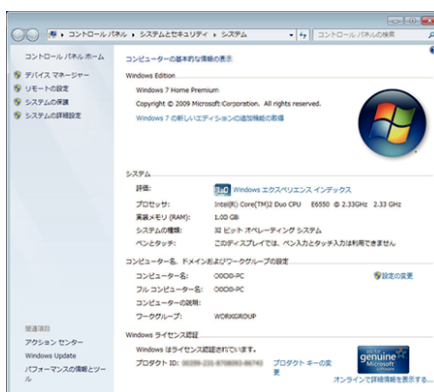 コントロール パネル ▸ システムとセキュリティ ▸ システム
コントロール パネルの検索
コントロール パネル ホーム
デバイス マネージャー
リモートの設定
システムの保護
システムの詳細設定
コンピューターの基本的な情報の表示
Windows Edition
Windows 7 Home Premium
Copyright © 2009 Microsoft Corporation. All rights reserved.
Windows 7 の新しいエディションの追加機能の取得
システム
評価: 3.0 Windows エクスペリエンス インデックス
プロセッサ: Intel(R) Core(TM)2 Duo CPU E6550 @ 2.33GHz 2.33 GHz
実装メモリ (RAM): 1.00 GB
システムの種類: 32 ビット オペレーティング システム
ペンとタッチ: このディスプレイでは、ペン入力とタッチ入力は利用できません
コンピューター名、ドメインおよびワークグループの設定
コンピューター名:
設定の変更
フル コンピューター名:
コンピューターの説明:
ワークグループ: WORKGROUP
Windows ライセンス認証
Windows はライセンス認証されています。
プロダクト ID:
プロダクト キーの変更
genuine
Microsoft
software
オンラインで詳細情報を表示する...
関連項目
アクション センター
Windows Update
パフォーマンスの情報とツール